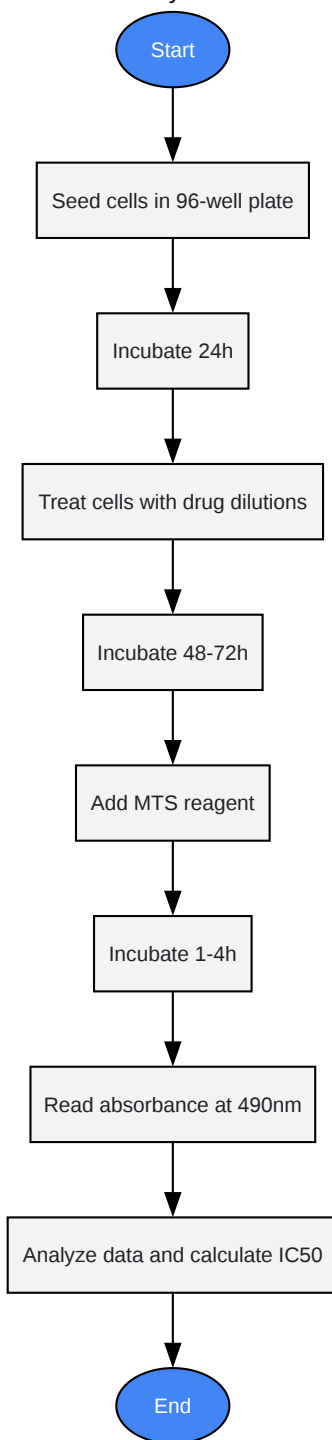 Start
Seed cells in 96-well plate
Incubate 24h
Treat cells with drug dilutions
Incubate 48-72h
Add MTS reagent
Incubate 1-4h
Read absorbance at 490nm
Analyze data and calculate IC50
End